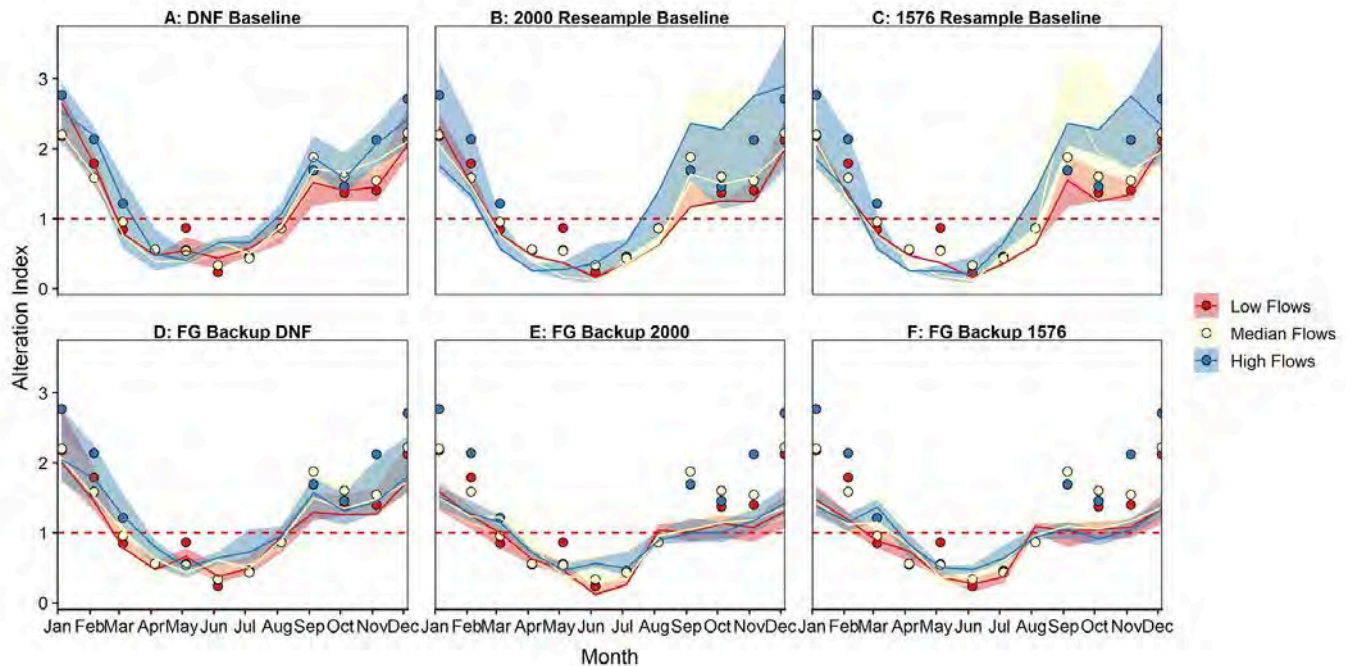 A: DNF Baseline
B: 2000 Reseample Baseline
C: 1576 Resample Baseline
3
2
1
0
Alteration Index
D: FG Backup DNF
E: FG Backup 2000
F: FG Backup 1576
3
2
1
0
Low Flows
Median Flows
High Flows
Jan Feb Mar Apr May Jun Jul Aug Sep Oct Nov Dec
Jan Feb Mar Apr May Jun Jul Aug Sep Oct Nov Dec
Jan Feb Mar Apr May Jun Jul Aug Sep Oct Nov Dec
Month